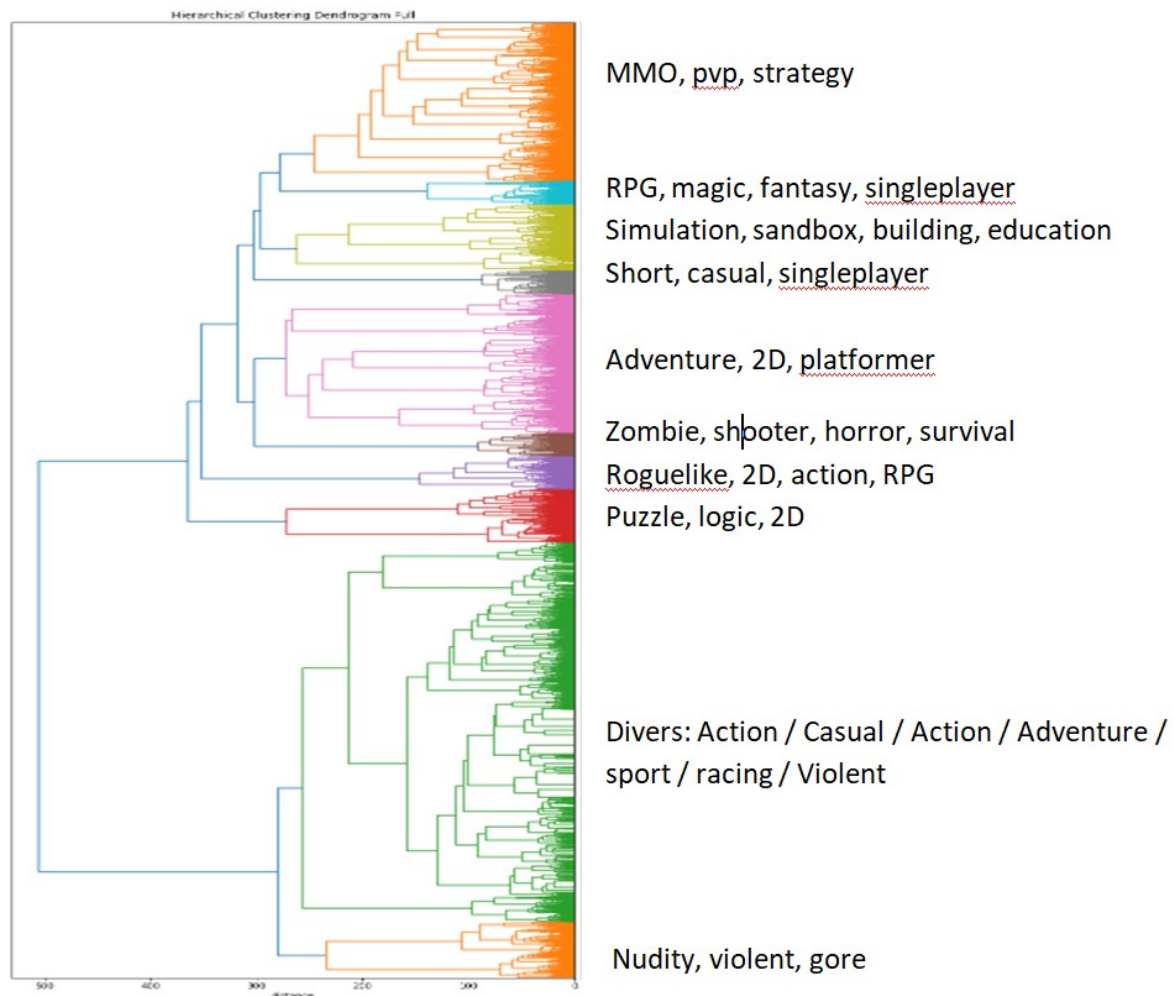 Hierarchical Clustering Dendrogram Full
MMO, pvp, strategy
RPG, magic, fantasy, singleplayer
Simulation, sandbox, building, education
Short, casual, singleplayer
Adventure, 2D, platformer
Zombie, shooter, horror, survival
Roguelike, 2D, action, RPG
Puzzle, logic, 2D
Divers: Action / Casual / Action / Adventure /
sport / racing / Violent
Nudity, violent, gore
500 400 300 200 100 0
distance